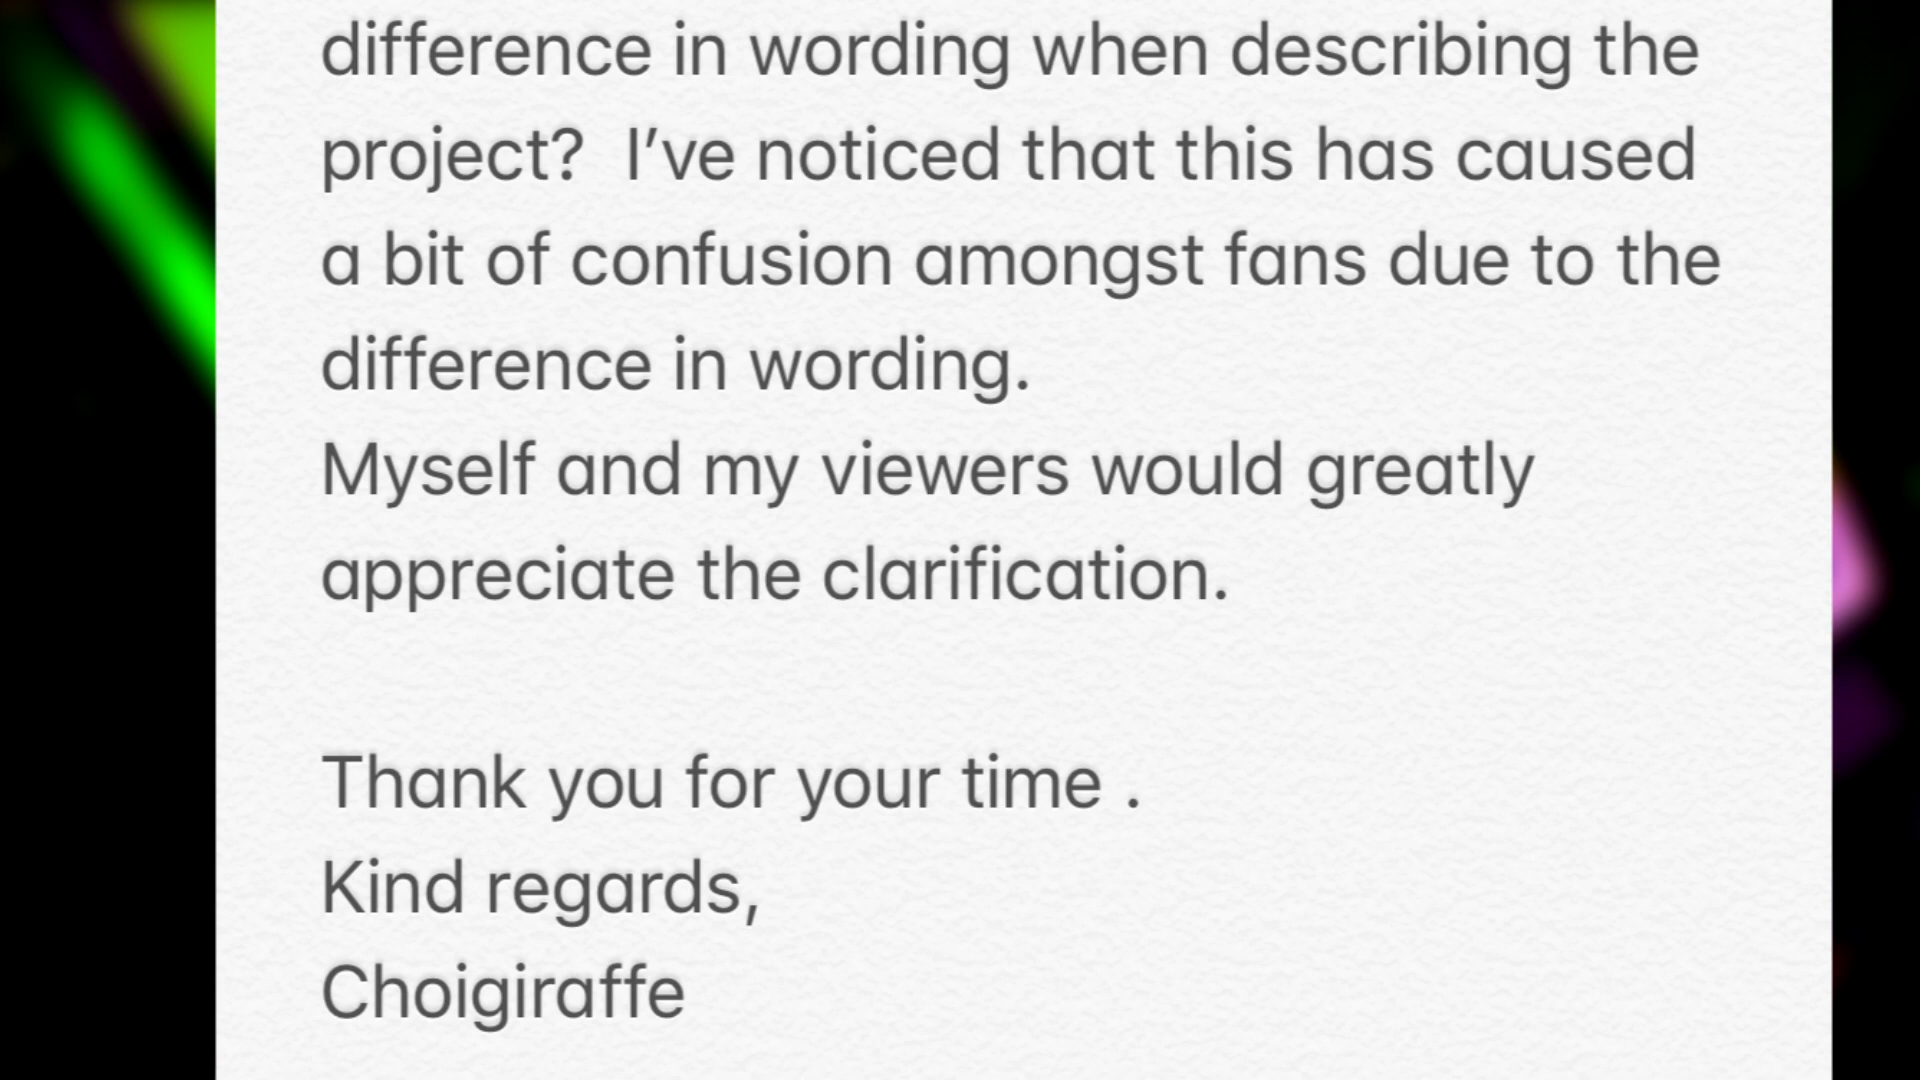 difference in wording when describing the
project?  I’ve noticed that this has caused
a bit of confusion amongst fans due to the
difference in wording.
Myself and my viewers would greatly
appreciate the clarification.
Thank you for your time .
Kind regards,
Choigiraffe